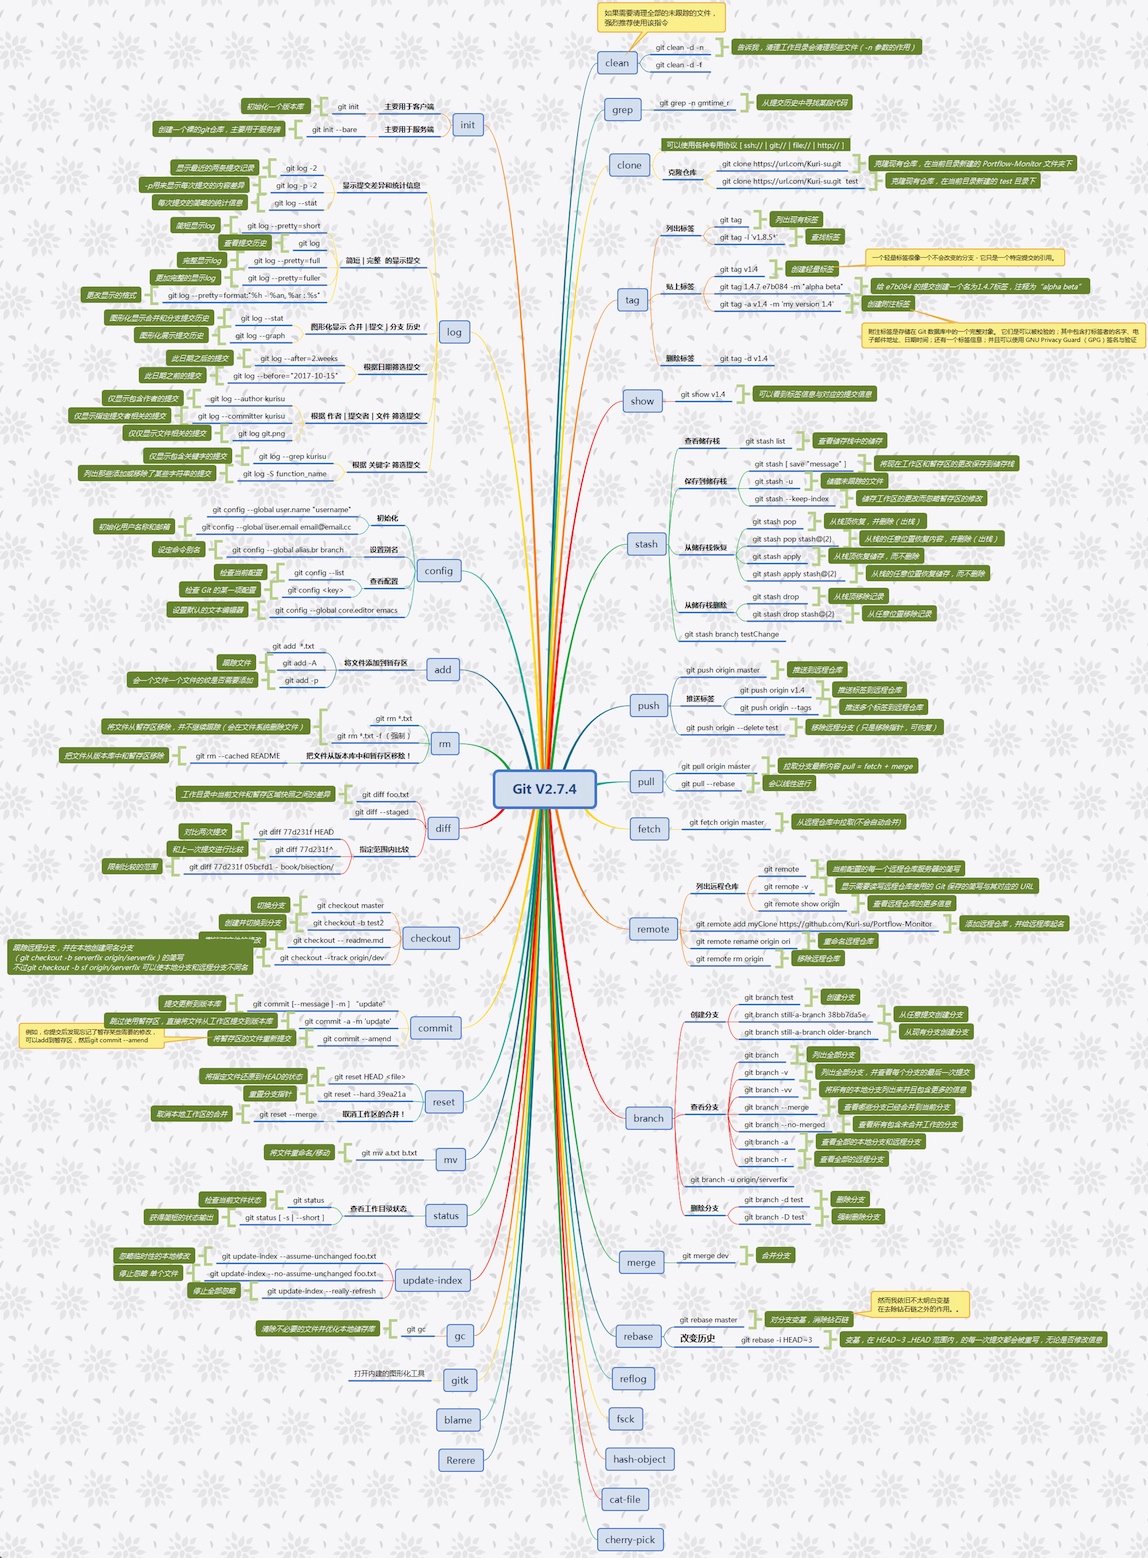 Git V2.7.4
init
主要用于客户端
git init
初始化一个版本库
主要用于服务端
git init --bare
创建一个裸的git仓库，主要用于服务端
log
显示提交差异和统计信息
git log -2
显示最近的两条提交记录
git log -p -2
-p用来显示每次提交的内容差异
git log --stat
每次提交的简略的统计信息
简短 | 完整 的显示提交
git log --pretty=short
简短显示log
git log
查看提交历史
git log --pretty=full
完整显示log
git log --pretty=fuller
更加完整的显示log
git log --pretty=format:"%h - %an, %ar : %s"
更改显示的格式
图形化显示 合并 | 提交 | 分支 历史
git log --stat
图形化显示合并和分支提交历史
git log --graph
图形化展示提交历史
根据日期筛选提交
git log --after=2.weeks
此日期之后的提交
git log --before="2017-10-15"
此日期之前的提交
根据 作者 | 提交者 | 文件 筛选提交
git log --author kurisu
仅显示包含作者的提交
git log --committer kurisu
仅显示指定提交者相关的提交
git log git.png
仅仅显示文件相关的提交
根据 关键字 筛选提交
git log --grep kurisu
仅显示包含关键字的提交
git log -S function_name
列出那些添加或移除了某些字符串的提交
config
初始化
git config --global user.name "username"
git config --global user.email email@email.cc
初始化用户名称和邮箱
设置别名
git config --global alias.br branch
设定命令别名
查看配置
git config --list
检查当前配置
git config <key>
检查 Git 的某一项配置
git config --global core.editor emacs
设置默认的文本编辑器
add
将文件添加到暂存区
git add *.txt
git add -A
跟踪文件
git add -p
会一个文件一个文件的纹是否需要添加
rm
git rm *.txt
git rm *.txt -f（强制）
将文件从暂存区移除，并不继续跟踪（会在文件系统删除文件）
把文件从版本库中和暂存区移除！
git rm --cached README
把文件从版本库中和暂存区移除
diff
git diff foo.txt
工作目录中当前文件和暂存区域快照之间的差异
git diff --staged
指定范围内比较
git diff 77d231f HEAD
对比两次提交
git diff 77d231f^
和上一次提交进行比较
git diff 77d231f 05bcfd1 - book/bisection/
限制比较的范围
checkout
git checkout master
切换分支
git checkout -b test2
创建并切换到分支
git checkout -- readme.md
git checkout --track origin/dev
跟踪远程分支，并在本地创建同名分支
（git checkout -b serverfix origin/serverfix）的简写
不过git checkout -b sf origin/serverfix 可以使本地分支和远程分支不同名
commit
git commit [--message | -m ] "update"
提交更新到版本库
git commit -a -m 'update'
跳过使用暂存区，直接将文件从工作区提交到版本库
git commit --amend
将暂存区的文件重新提交
例如，你提交后发现忘记了暂存某些需要的修改，
可以add到暂存区，然后git commit --amend
reset
git reset HEAD <file>
将指定文件还原到HEAD的状态
git reset --hard 39ea21a
重置分支指针
取消工作区的合并！
git reset --merge
取消本地工作区的合并
mv
git mv a.txt b.txt
将文件重命名/移动
status
查看工作目录状态
git status
检查当前文件状态
git status [ -s | --short ]
获得简短的状态输出
update-index
git update-index --assume-unchanged foo.txt
忽略临时性的本地修改
git update-index --no-assume-unchanged foo.txt
停止忽略 单个文件
git update-index --really-refresh
停止全部忽略
gc
git gc
清除不必要的文件并优化本地储存库
gitk
打开内建的图形化工具
blame
Rerere
clean
如果需要清理全部的未跟踪的文件，
强烈推荐使用该指令
git clean -d -n
告诉我，清理工作目录会清理那些文件（-n 参数的作用）
git clean -d -f
grep
git grep -n gmtime_r
从提交历史中寻找某段代码
clone
可以使用各种专用协议 [ ssh:// | git:// | file:// | http:// ]
克隆仓库
git clone https://url.com/Kuri-su.git
克隆现有仓库，在当前目录新建的 Portflow-Monitor 文件夹下
git clone https://url.com/Kuri-su.git test
克隆现有仓库，在当前目录新建的 test 目录下
tag
列出标签
git tag
列出现有标签
git tag -l 'v1.8.5*'
查找标签
贴上标签
git tag v1.4
创建轻量标签
一个轻量标签很像一个不会改变的分支 - 它只是一个特定提交的引用。
git tag 1.4.7 e7b084 -m "alpha beta"
给 e7b084 的提交创建一个名为1.4.7标签，注释为 "alpha beta"
git tag -a v1.4 -m 'my version 1.4'
创建附注标签
附注标签是存储在 Git 数据库中的一个完整对象。它们是可以被校验的；其中包含打标签者的名字、电
子邮件地址、日期时间；还有一个标签信息；并且可以使用 GNU Privacy Guard （GPG）签名与验证
删除标签
git tag -d v1.4
show
git show v1.4
可以看到标签信息与对应的提交信息
stash
查看储存栈
git stash list
查看储存栈中的储存
保存到储存栈
git stash [ save "message" ]
将现在工作区和暂存区的更改保存到储存栈
git stash -u
储藏未跟踪的文件
git stash --keep-index
储存工作区的更改而忽略暂存区的修改
从储存栈恢复
git stash pop
从栈顶恢复，并删除（出栈）
git stash pop stash@{2}
从栈的任意位置恢复内容，并删除（出栈）
git stash apply
从栈顶恢复储存，而不删除
git stash apply stash@{2}
从栈的任意位置恢复储存，而不删除
从储存栈删除
git stash drop
从栈顶移除记录
git stash drop stash@{2}
从任意位置移除记录
git stash branch testChange
push
git push origin master
推送到远程仓库
推送标签
git push origin v1.4
推送标签到远程仓库
git push origin --tags
推送多个标签到远程仓库
git push origin --delete test
移除远程分支（只是移除指针，可恢复）
pull
git pull origin master
拉取分支最新内容 pull = fetch + merge
git pull --rebase
会以线性进行
fetch
git fetch origin master
从远程仓库中拉取(不会自动合并)
remote
列出远程仓库
git remote
当前配置的每一个远程仓库服务器的简写
git remote -v
显示需要读写远程仓库使用的 Git 保存的简写与其对应的 URL
git remote show origin
查看远程仓库的更多信息
git remote add myClone https://github.com/Kuri-su/Portflow-Monitor
添加远程仓库，并给远程库起名
git remote rename origin ori
重命名远程仓库
git remote rm origin
移除远程仓库
branch
创建分支
git branch test
创建分支
git branch still-a-branch 38bb7da5e
从任意提交创建分支
git branch still-a-branch older-branch
从现有分支创建分支
查看分支
git branch
列出全部分支
git branch -v
列出全部分支，并查看每个分支的最后一次提交
git branch -vv
将所有的本地分支列出来并且包含更多的信息
git branch --merge
查看哪些分支已经合并到当前分支
git branch --no-merged
查看所有包含未合并工作的分支
git branch -a
查看全部的本地分支和远程分支
git branch -r
查看全部的远程分支
git branch -u origin/serverfix
删除分支
git branch -d test
删除分支
git branch -D test
强制删除分支
merge
git merge dev
合并分支
rebase
git rebase master
对分支变基，消除钻石链
然而我依旧不太明白变基
在去除钻石链之外的作用。。
改变历史
git rebase -i HEAD~3
变基，在 HEAD~3 ..HEAD 范围内，的每一次提交都会被重写，无论是否修改信息
reflog
fsck
hash-object
cat-file
cherry-pick